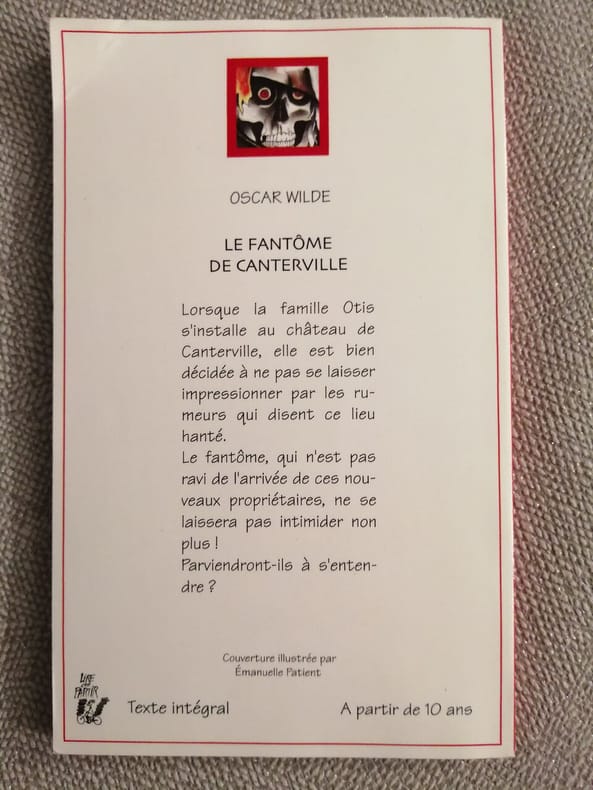 OSCAR WILDE
LE FANTÔME
DE CANTERVILLE
Lorsque la famille Otis
s'installe au château de
Canterville, elle est bien
décidée à ne pas se laisser
impressionner par les ru-
meurs qui disent ce lieu
hanté.
Le fantôme, qui n'est pas
ravi de l'arrivée de ces nou-
veaux propriétaires, ne se
laissera pas intimider non
plus !
Parviendront-ils à s'enten-
dre ?
Couverture illustrée par
Émanuelle Patient
LIRE
PARTIR
Texte intégral
A partir de 10 ans